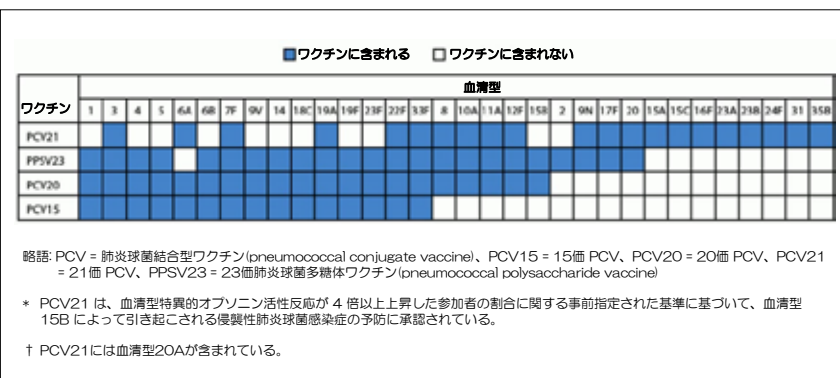 ワクチンに含まれる ワクチンに含まれない
血清型
ワクチン 1 3 4 5 6A 6B 7F 9V 14 18C 19A 19F 23F 22F 33F 8 10A 11A 12F 15B 2 9N 17F 20 15A 15C 16F 23A 23B 24F 31 35B
PCV21
PPSV23
PCV20
PCV15
略語: PCV = 肺炎球菌結合型ワクチン(pneumococcal conjugate vaccine)、PCV15 = 15価 PCV、PCV20 = 20価 PCV、PCV21
= 21価 PCV、PPSV23 = 23価肺炎球菌多糖体ワクチン(pneumococcal polysaccharide vaccine)
* PCV21 は、血清型特異的オプソニン活性反応が 4 倍以上上昇した参加者の割合に関する事前指定された基準に基づいて、血清型
15B によって引き起こされる侵襲性肺炎球菌感染症の予防に承認されている。
† PCV21には血清型20Aが含まれている。